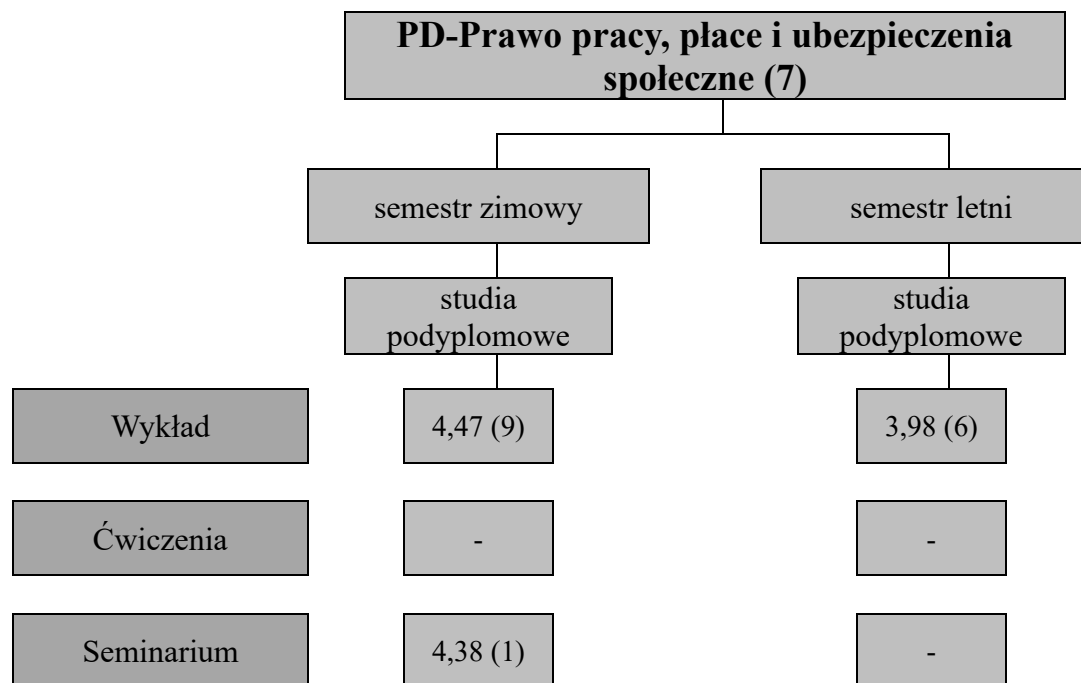 PD-Prawo pracy, płace i ubezpieczenia
społeczne (7)
semestr zimowy
semestr letni
studia
podyplomowe
studia
podyplomowe
Wykład
4,47 (9)
3,98 (6)
Ćwiczenia
-
-
Seminarium
4,38 (1)
-